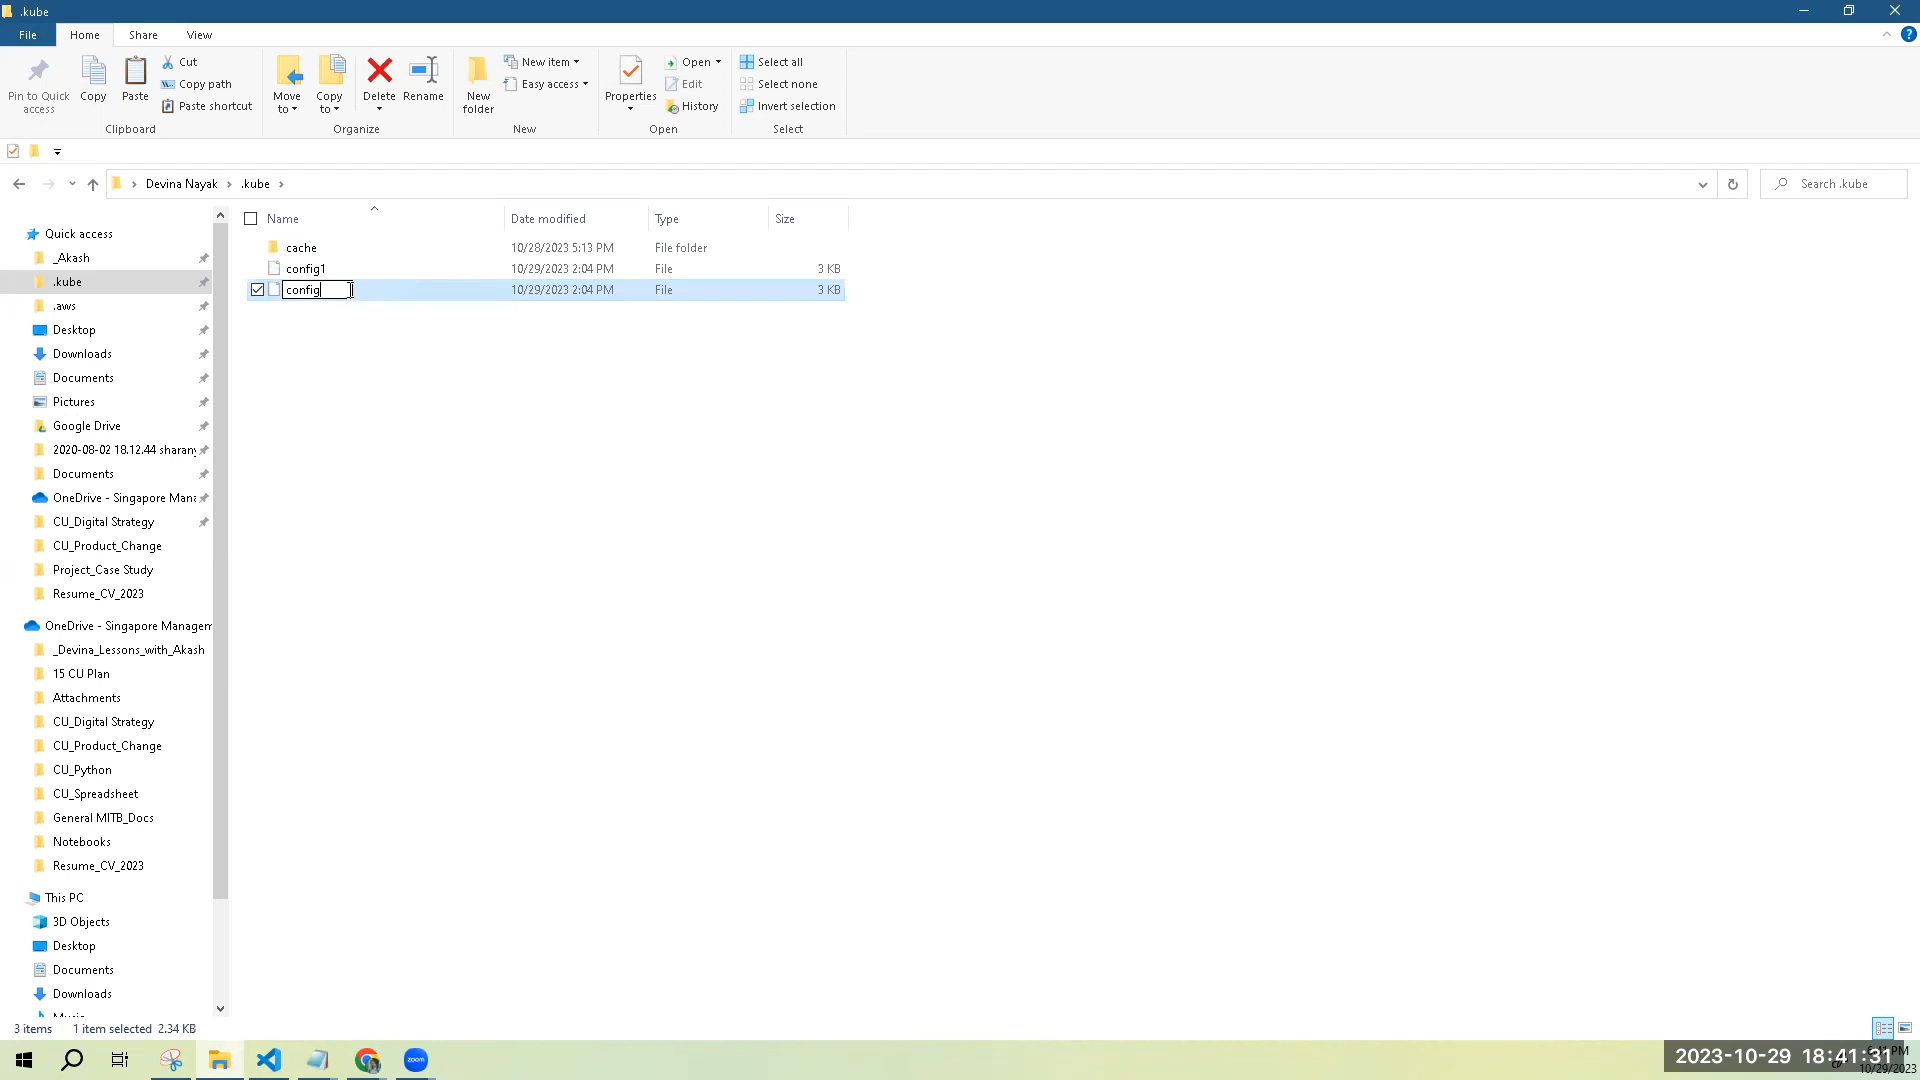 .kube
File
Home
Share
View
Pin to Quick access
Copy
Paste
Cut
Copy path
Paste shortcut
Clipboard
Move to
Copy to
Delete
Rename
Organize
New folder
New item
Easy access
New
Properties
Open
Edit
History
Open
Select all
Select none
Invert selection
Select
Devina Nayak
.kube
Search .kube
Name
Date modified
Type
Size
cache 10/28/2023 5:13 PM File folder
config1 10/29/2023 2:04 PM File 3 KB
config 10/29/2023 2:04 PM File 3 KB
Quick access
_Akash
.kube
.aws
Desktop
Downloads
Documents
Pictures
Google Drive
2020-08-02 18.12.44 sharan
Documents
OneDrive - Singapore Mana
CU_Digital Strategy
CU_Product_Change
Project_Case Study
Resume_CV_2023
OneDrive - Singapore Managem
_Devina_Lessons_with_Akash
15 CU Plan
Attachments
CU_Digital Strategy
CU_Product_Change
CU_Python
CU_Spreadsheet
General MITB_Docs
Notebooks
Resume_CV_2023
This PC
3D Objects
Desktop
Documents
Downloads
3 items 1 item selected 2.34 KB
zoom
2023-10-29 18:41:31
10/29/2023